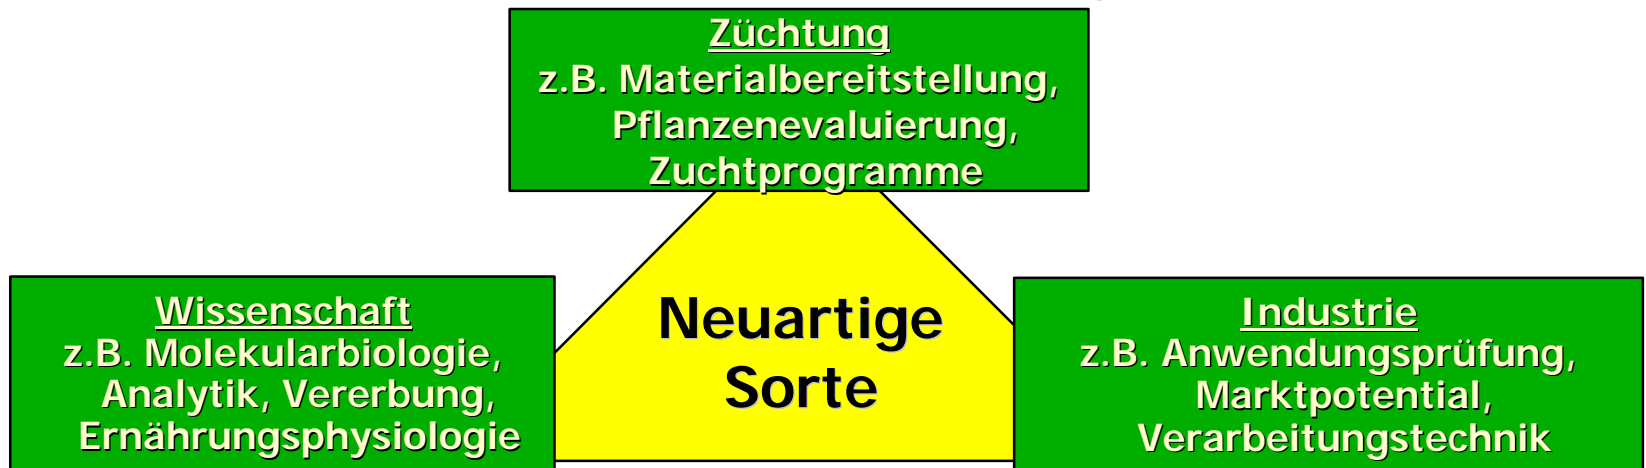 Züchtung
z.B. Materialbereitstellung,
Pflanzenevaluierung,
Zuchtprogramme
Neuartige
Sorte
Wissenschaft
z.B. Molekularbiologie,
Analytik, Vererbung,
Ernährungsphysiologie
Industrie
z.B. Anwendungsprüfung,
Marktpotential,
Verarbeitungstechnik